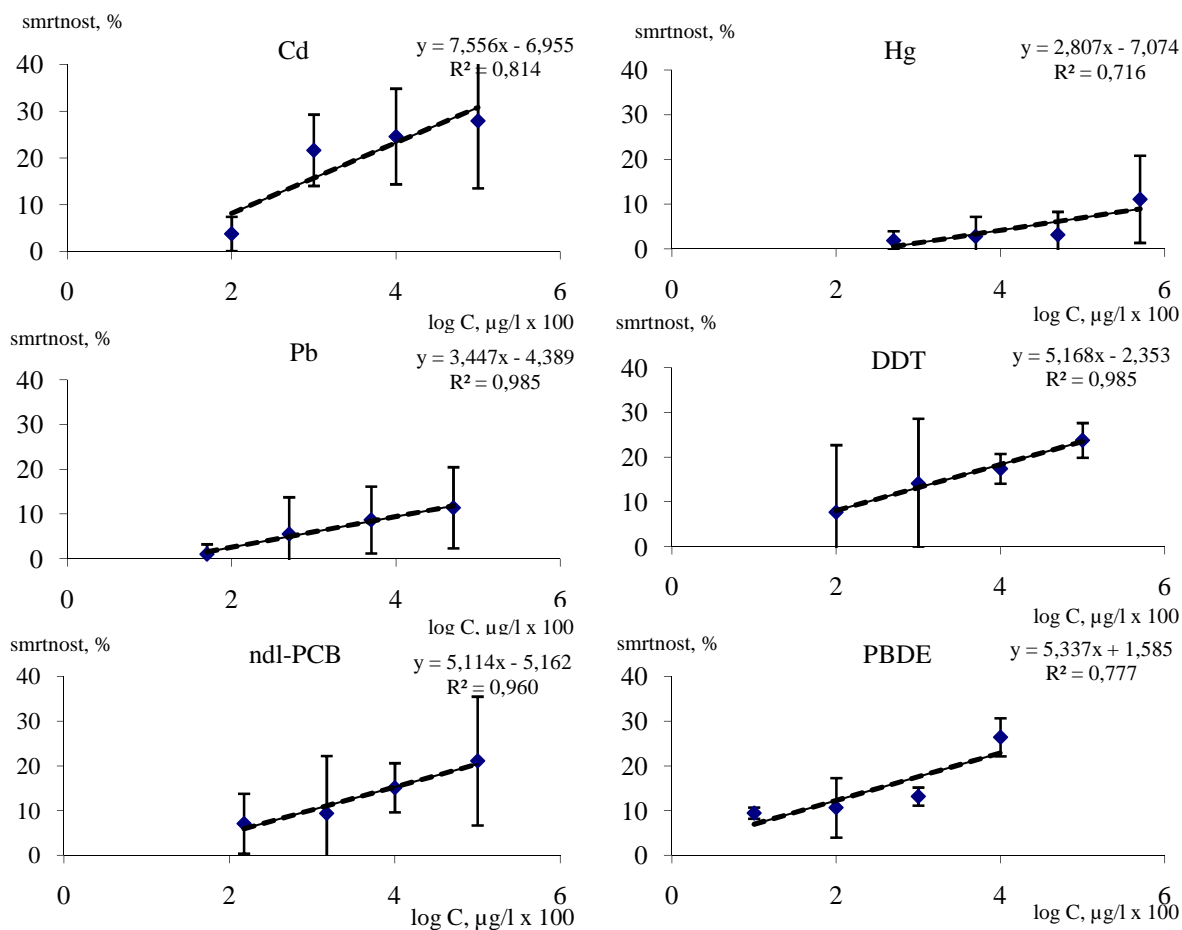 smrtnost, %
Cd
y = 7,556x - 6,955
R² = 0,814
40
30
20
10
0
0 2 4 6
log C, µg/l x 100
smrtnost, %
Hg
y = 2,807x - 7,074
R² = 0,716
40
30
20
10
0
0 2 4 6
log C, µg/l x 100
smrtnost, %
Pb
y = 3,447x - 4,389
R² = 0,985
40
30
20
10
0
0 2 4 6
log C, µg/l x 100
smrtnost, %
DDT
y = 5,168x - 2,353
R² = 0,985
40
30
20
10
0
0 2 4 6
log C, µg/l x 100
smrtnost, %
ndl-PCB
y = 5,114x - 5,162
R² = 0,960
40
30
20
10
0
0 2 4 6
log C, µg/l x 100
smrtnost, %
PBDE
y = 5,337x + 1,585
R² = 0,777
40
30
20
10
0
0 2 4 6
log C, µg/l x 100